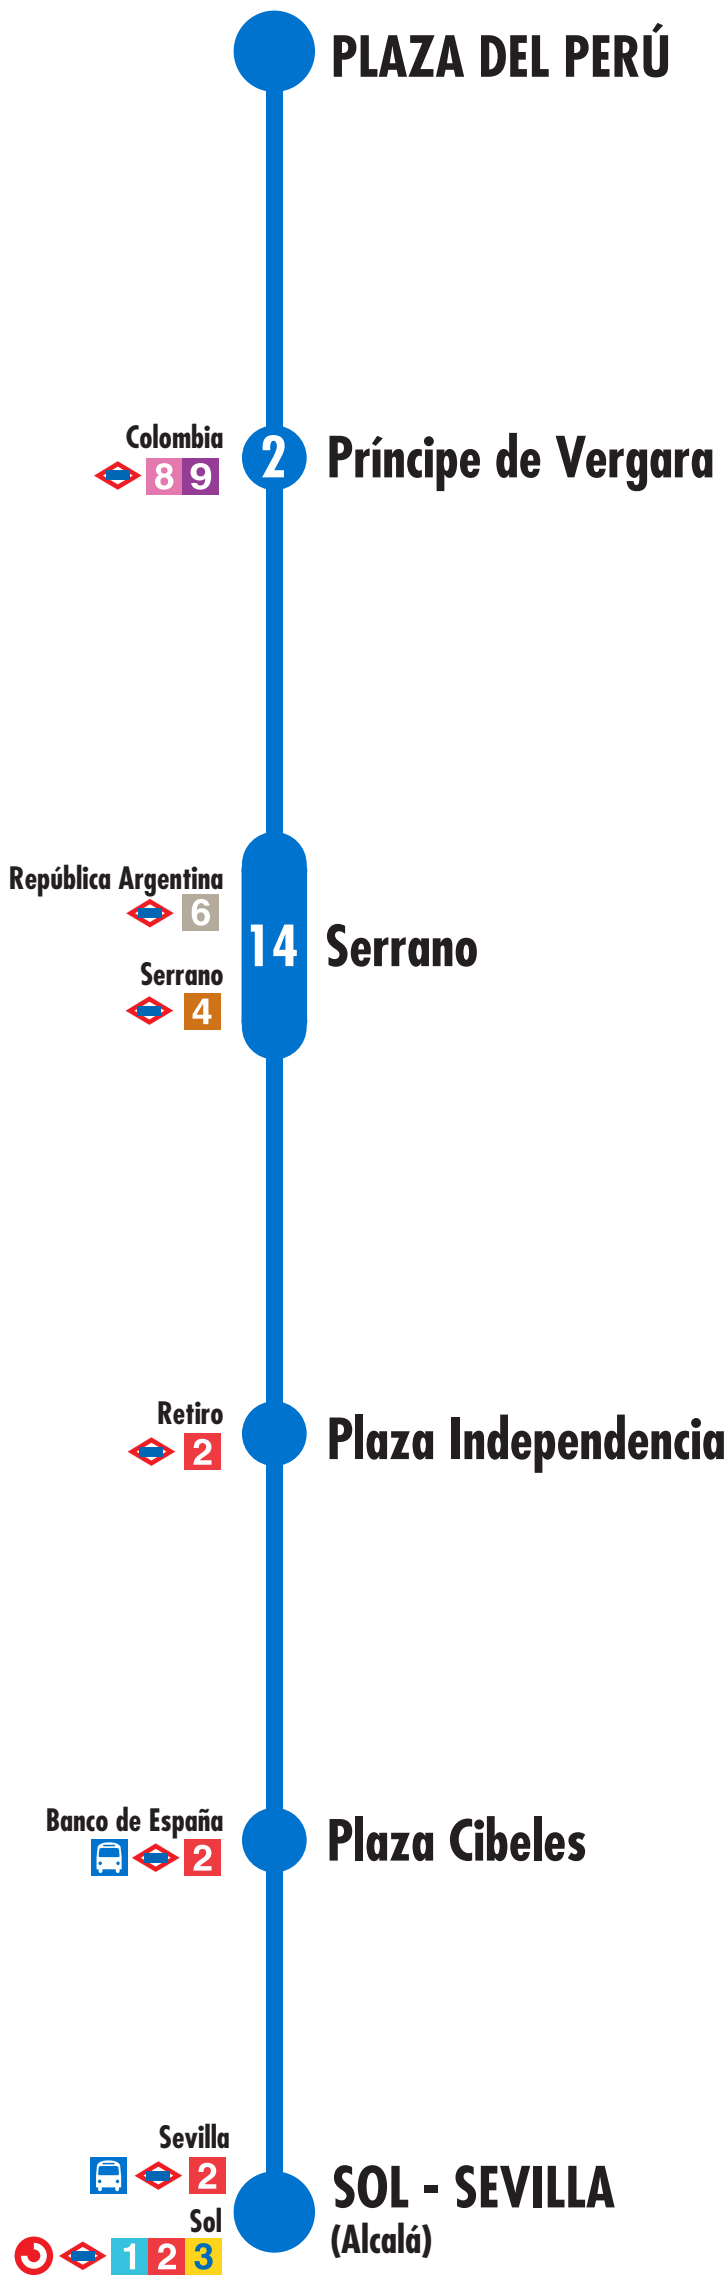 PLAZA DEL PERÚ
Colombia
8 9
2
Príncipe de Vergara
República Argentina
6
Serrano
4
14
Serrano
Retiro
2
Plaza Independencia
Banco de España
2
Plaza Cibeles
Sevilla
2
Sol
1 2 3
SOL - SEVILLA
(Alcalá)